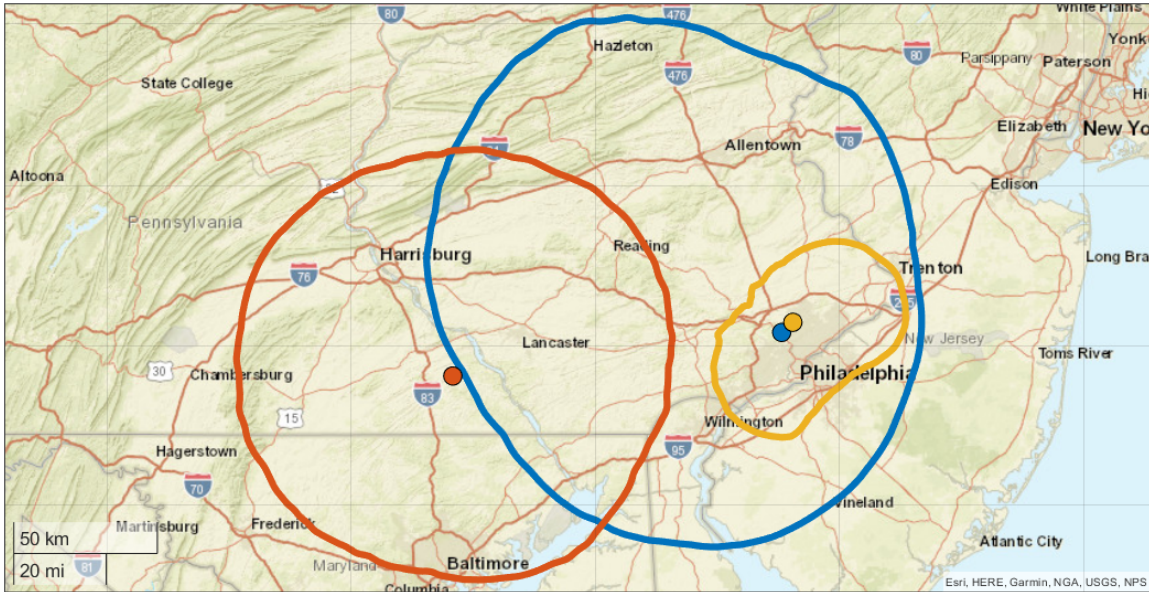 White Plains
80
476
Yonk
Hazleton
80
Parsippany
Paterson
476
State College
Elizabeth
New Yo
Allentown
78
Altoona
Edison
Pennsylvania
Reading
Harrisburg
Trenton
Long Bra
76
New Jersey
Lancaster
Toms River
30
Chambersburg
Philadelphia
83
15
Wilmington
95
Hagerstown
70
Vineland
Martinsburg
Frederick
50 km
Atlantic City
20 mi
81
Maryland
Baltimore
Columbia
Esri, HERE, Garmin, NGA, USGS, NPS